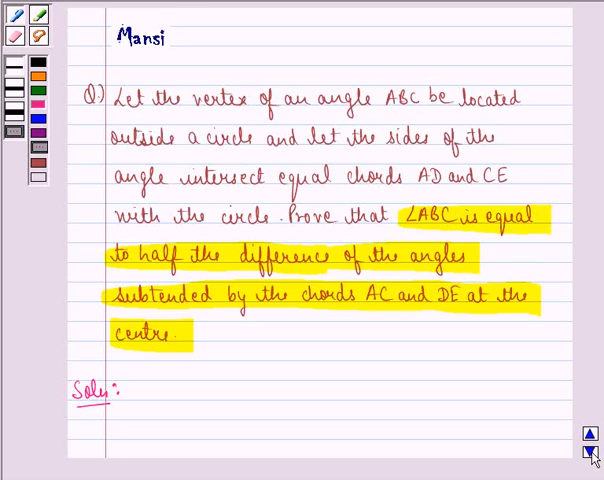 Mansi
Q.) Let the vertex of an angle ABC be located
outside a circle and let the sides of the
angle intersect equal chords AD and CE
with the circle. Prove that ∠ABC is equal
to half the difference of the angles
subtended by the chords AC and DE at the
centre.
Soln: